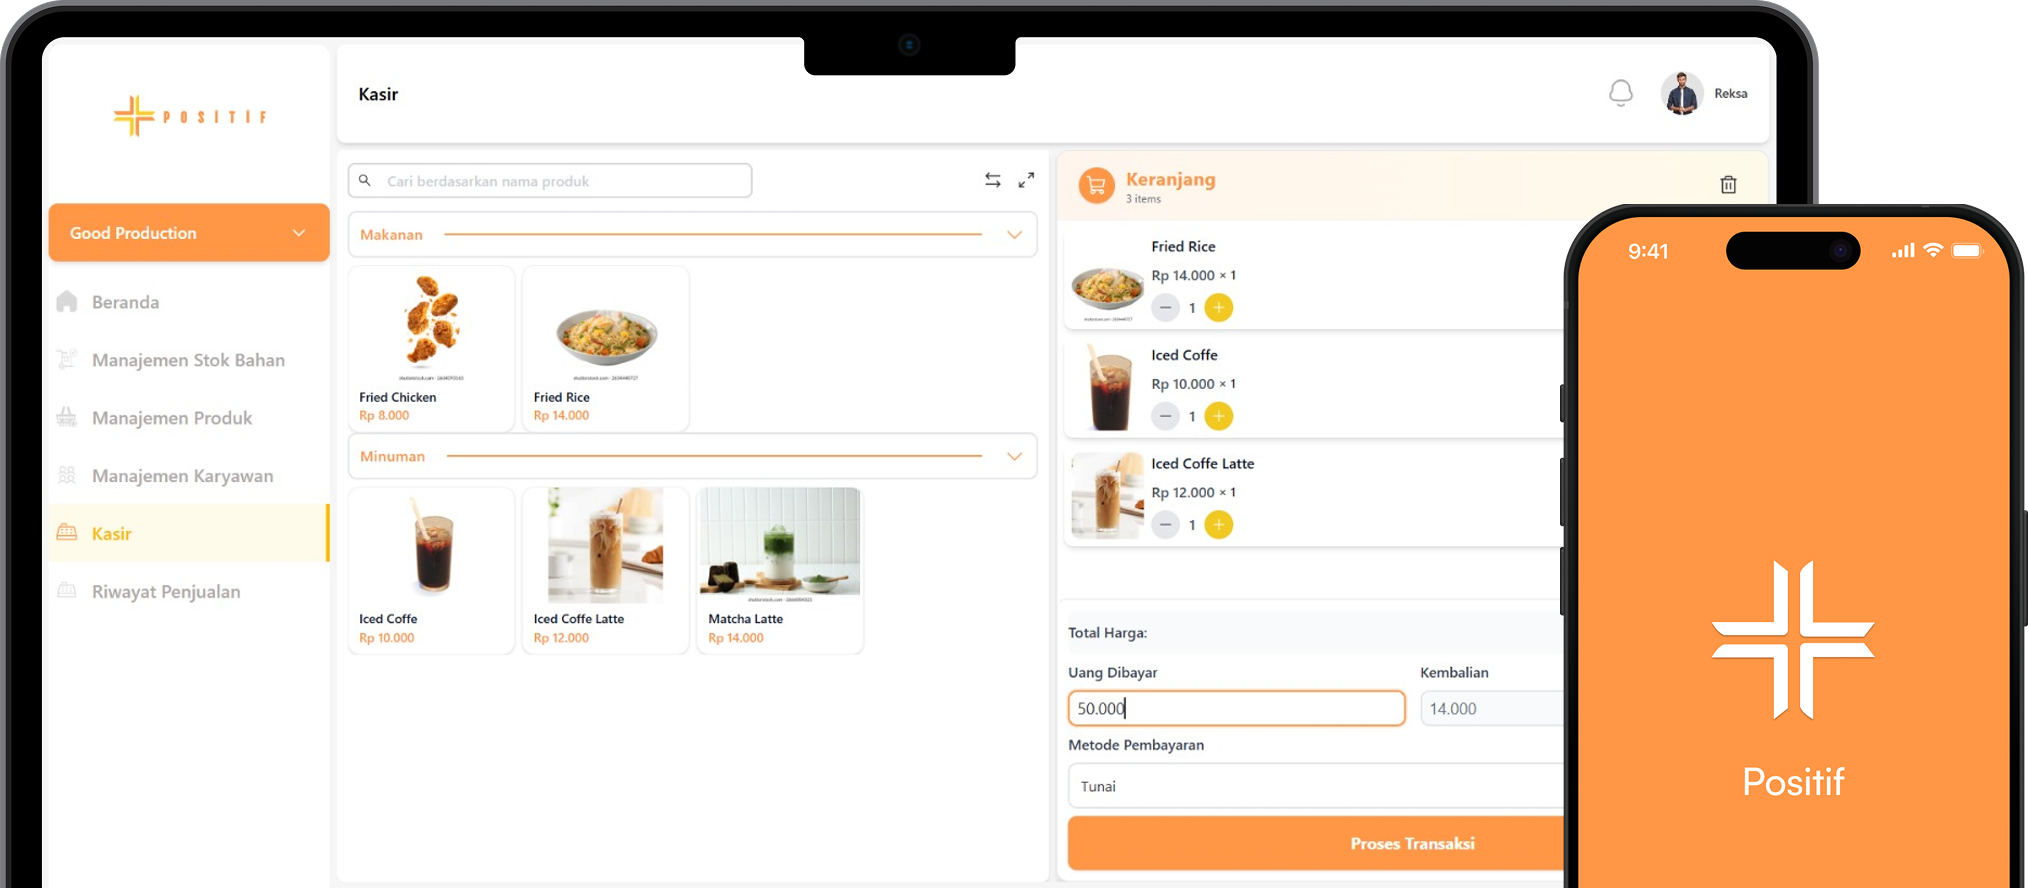 POSITIF
Good Production
Beranda
Manajemen Stok Bahan
Manajemen Produk
Manajemen Karyawan
Kasir
Riwayat Penjualan
Kasir
Reksa
Cari berdasarkan nama produk
Makanan
Fried Chicken
Rp 8.000
Fried Rice
Rp 14.000
Minuman
Iced Coffe
Rp 10.000
Iced Coffe Latte
Rp 12.000
Matcha Latte
Rp 14.000
Keranjang
3 items
Fried Rice
Rp 14.000 × 1
1
Iced Coffe
Rp 10.000 × 1
1
Iced Coffe Latte
Rp 12.000 × 1
1
Total Harga:
Uang Dibayar
Kembalian
50.000
14.000
Metode Pembayaran
Tunai
Proses Transaksi
9:41
Positif